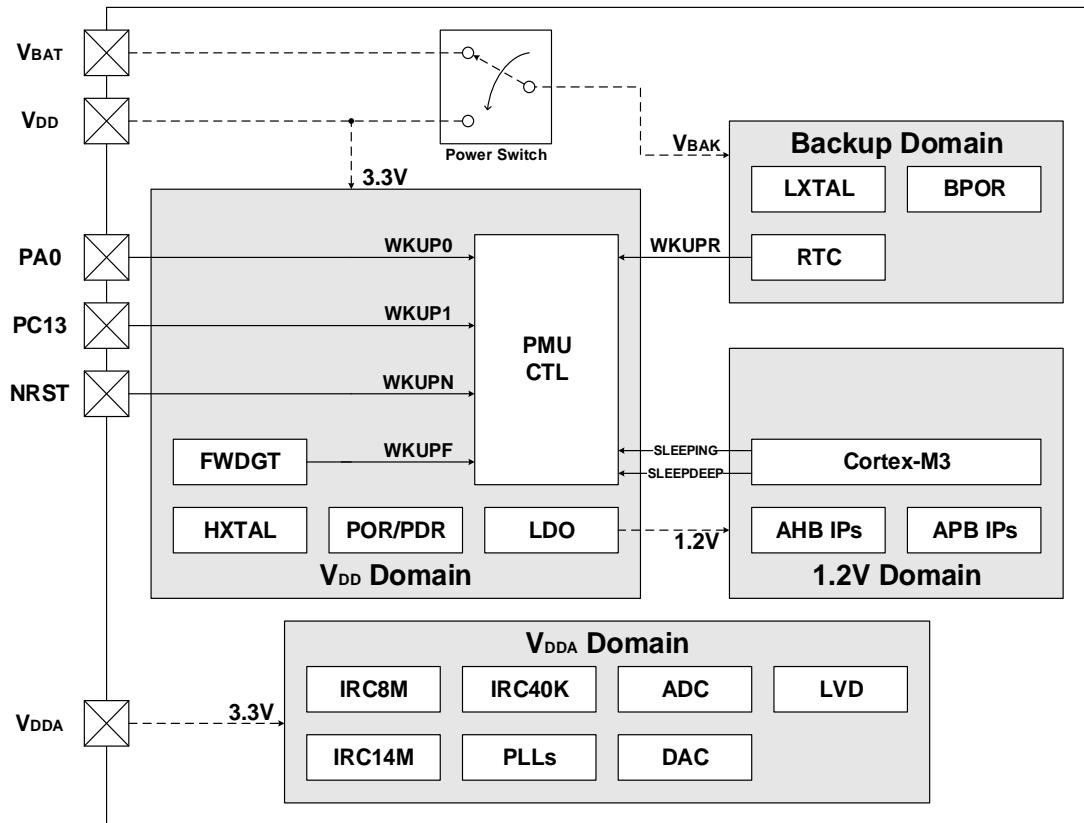 VBAT
VDD
Power Switch
3.3V
VBAK
Backup Domain
LXTAL
BPOR
RTC
WKUPR
PA0
WKUP0
PC13
WKUP1
NRST
WKUPN
PMU
CTL
FWDGT
WKUPF
SLEEPING
SLEEPDEEP
Cortex-M3
HXTAL
POR/PDR
LDO
1.2V
AHB IPs
APB IPs
VDD Domain
1.2V Domain
VDDA Domain
IRC8M
IRC40K
ADC
LVD
VDDA
3.3V
IRC14M
PLLs
DAC